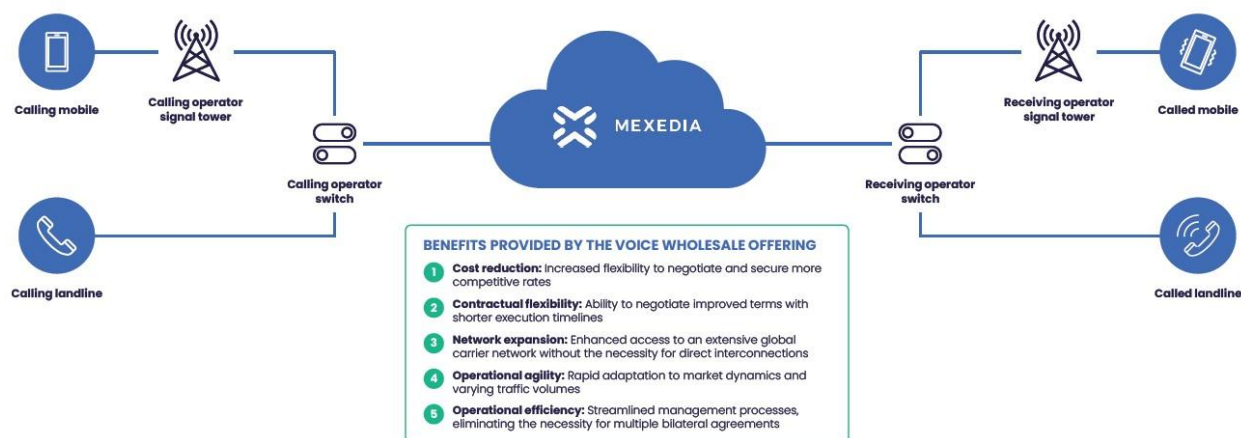 MEXEDIA
Calling mobile
Calling operator
signal tower
Receiving operator
signal tower
Called mobile
Calling operator
switch
Receiving operator
switch
Calling landline
Called landline
BENEFITS PROVIDED BY THE VOICE WHOLESALE OFFERING
1 Cost reduction: Increased flexibility to negotiate and secure more
competitive rates
2 Contractual flexibility: Ability to negotiate improved terms with
shorter execution timelines
3 Network expansion: Enhanced access to an extensive global
carrier network without the necessity for direct interconnections
4 Operational agility: Rapid adaptation to market dynamics and
varying traffic volumes
5 Operational efficiency: Streamlined management processes,
eliminating the necessity for multiple bilateral agreements